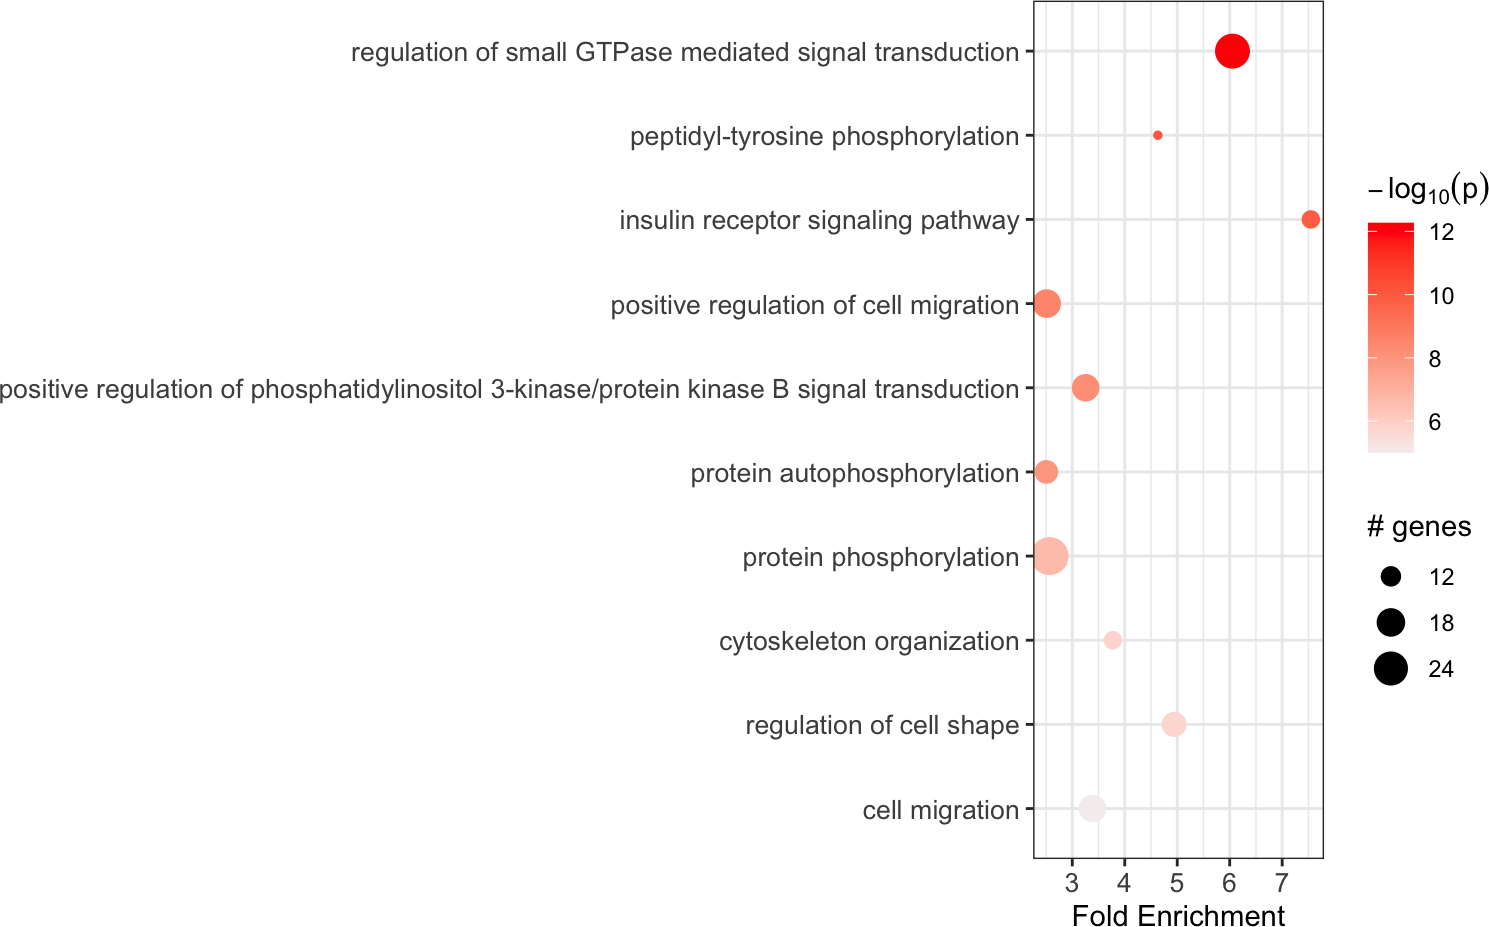 regulation of small GTPase mediated signal transduction
peptidyl-tyrosine phosphorylation
insulin receptor signaling pathway
positive regulation of cell migration
positive regulation of phosphatidylinositol 3-kinase/protein kinase B signal transduction
protein autophosphorylation
protein phosphorylation
cytoskeleton organization
regulation of cell shape
cell migration
3 4 5 6 7
Fold Enrichment
−log₁₀(p)
12
10
8
6
# genes
12
18
24